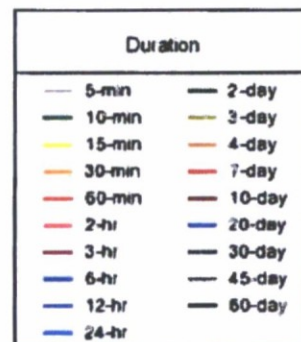 Duration
5-min
10-min
15-min
30-min
60-min
2-hr
3-hr
6-hr
12-hr
24-hr
2-day
3-day
4-day
7-day
10-day
20-day
30-day
45-day
60-day